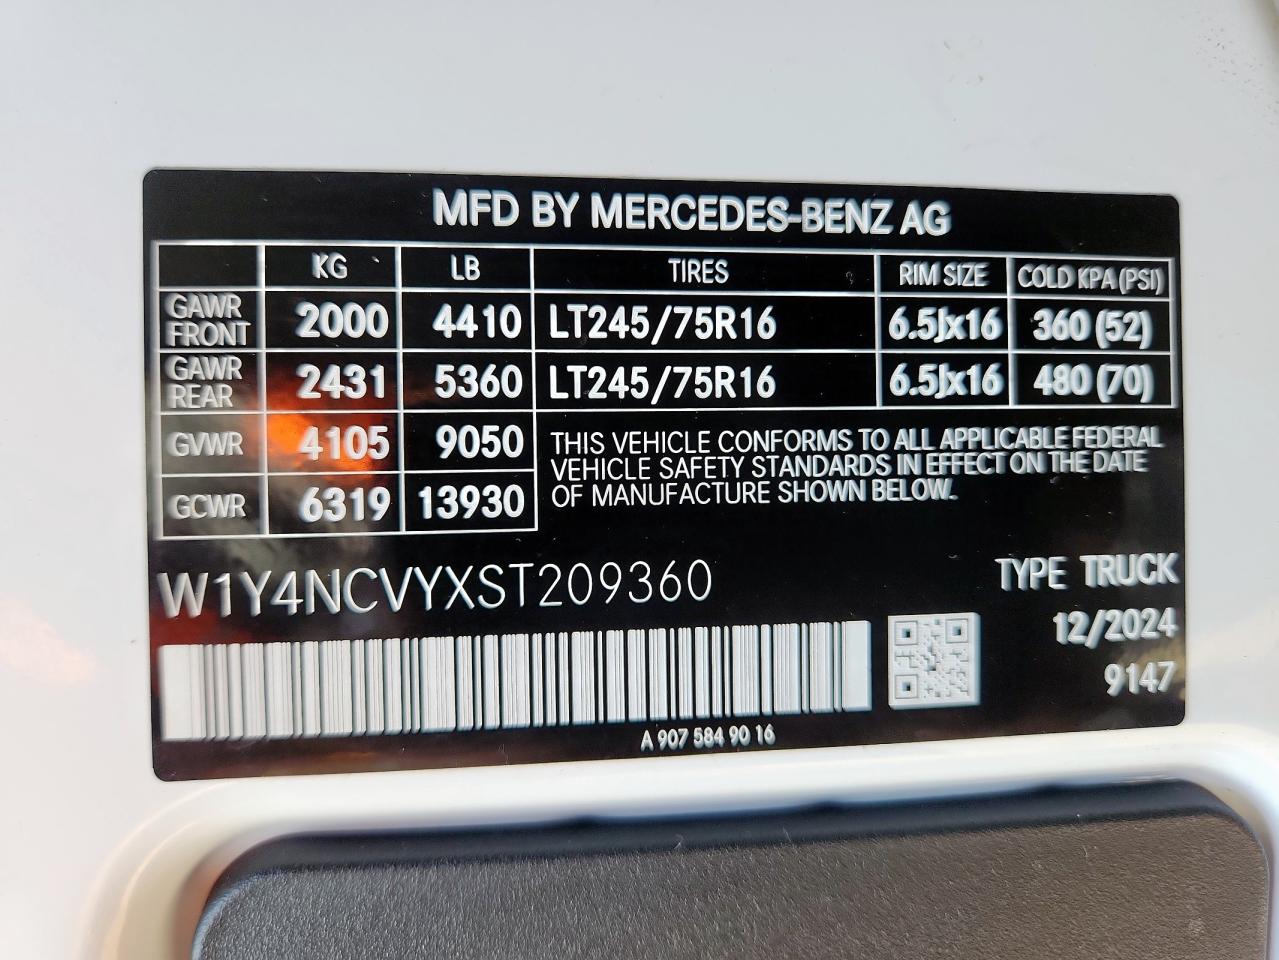 MFD BY MERCEDES-BENZ AG
KG LB TIRES RIM SIZE COLD KPA (PSI)
GAWR FRONT 2000 4410 LT245/75R16 6.5Jx16 360 (52)
GAWR REAR 2431 5360 LT245/75R16 6.5Jx16 480 (70)
GVWR 4105 9050
GCWR 6319 13930
THIS VEHICLE CONFORMS TO ALL APPLICABLE FEDERAL
VEHICLE SAFETY STANDARDS IN EFFECT ON THE DATE
OF MANUFACTURE SHOWN BELOW.
W1Y4NCVYXST209360
TYPE TRUCK
12/2024
9147
A 907 584 90 16